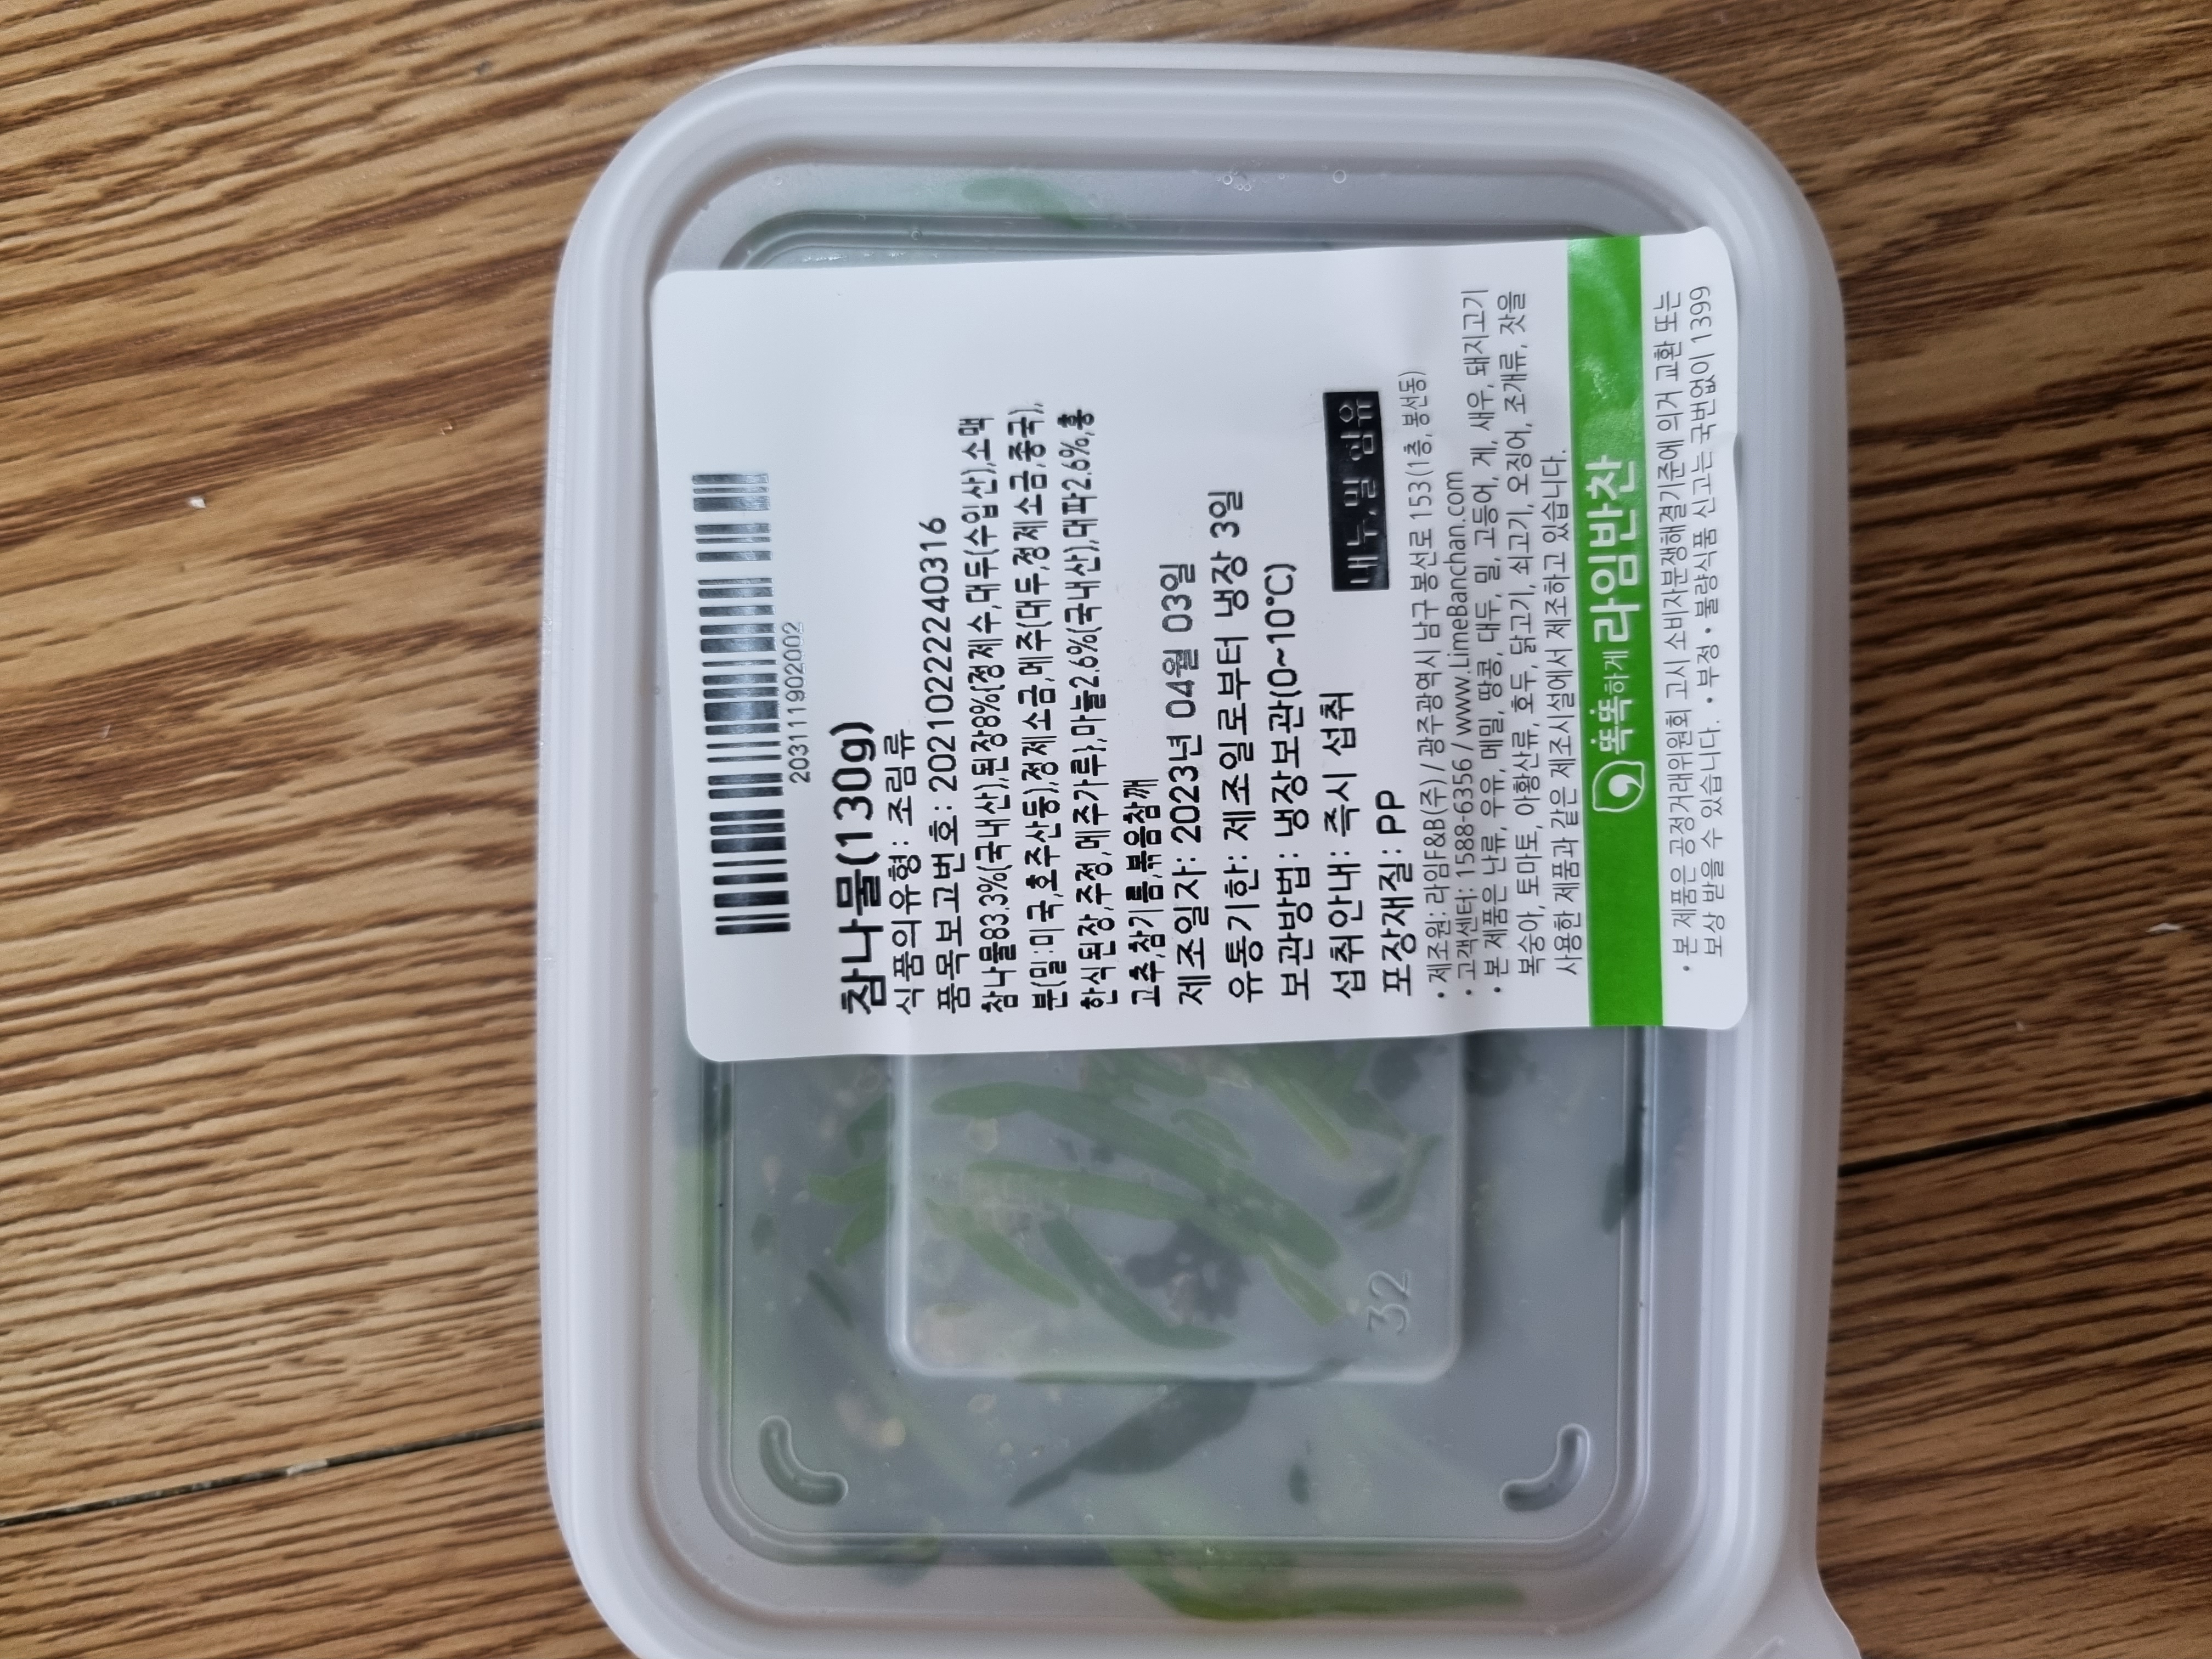 203111902002
참나물(130g)
식품의유형: 조림류
품목보고번호: 20210222240316
참나물83.3%(국내산),된장8%(정제수,대두(수입산),소맥
분(밀:미국,호주산등),정제소금,메주(대두,정제소금,중국),
한식된장,주정,메주가루},마늘2.6%(국내산),대파2.6%,홍
고추,참기름,볶음참깨
제조일자: 2023년 04월 03일
유통기한: 제조일로부터 냉장 3일
보관방법: 냉장보관(0~10℃)
섭취안내: 즉시 섭취
포장재질: PP
대두,밀 함유
• 제조원: 라임F&B(주) / 광주광역시 남구 봉선로 153 (1층, 봉선동)
• 고객센터: 1588-6356 / www.LimeBanchan.com
• 본 제품은 난류, 우유, 메밀, 땅콩, 대두, 밀, 고등어, 게, 새우, 돼지고기
복숭아, 토마토, 아황산류, 호두, 닭고기, 쇠고기, 오징어, 조개류, 잣을
사용한 제품과 같은 제조시설에서 제조하고 있습니다.
똑똑하게 라임반찬
• 본 제품은 공정거래위원회 고시 소비자분쟁해결기준에 의거 교환 또는
보상 받을 수 있습니다. • 부정 • 불량식품 신고는 국번없이 1399
32